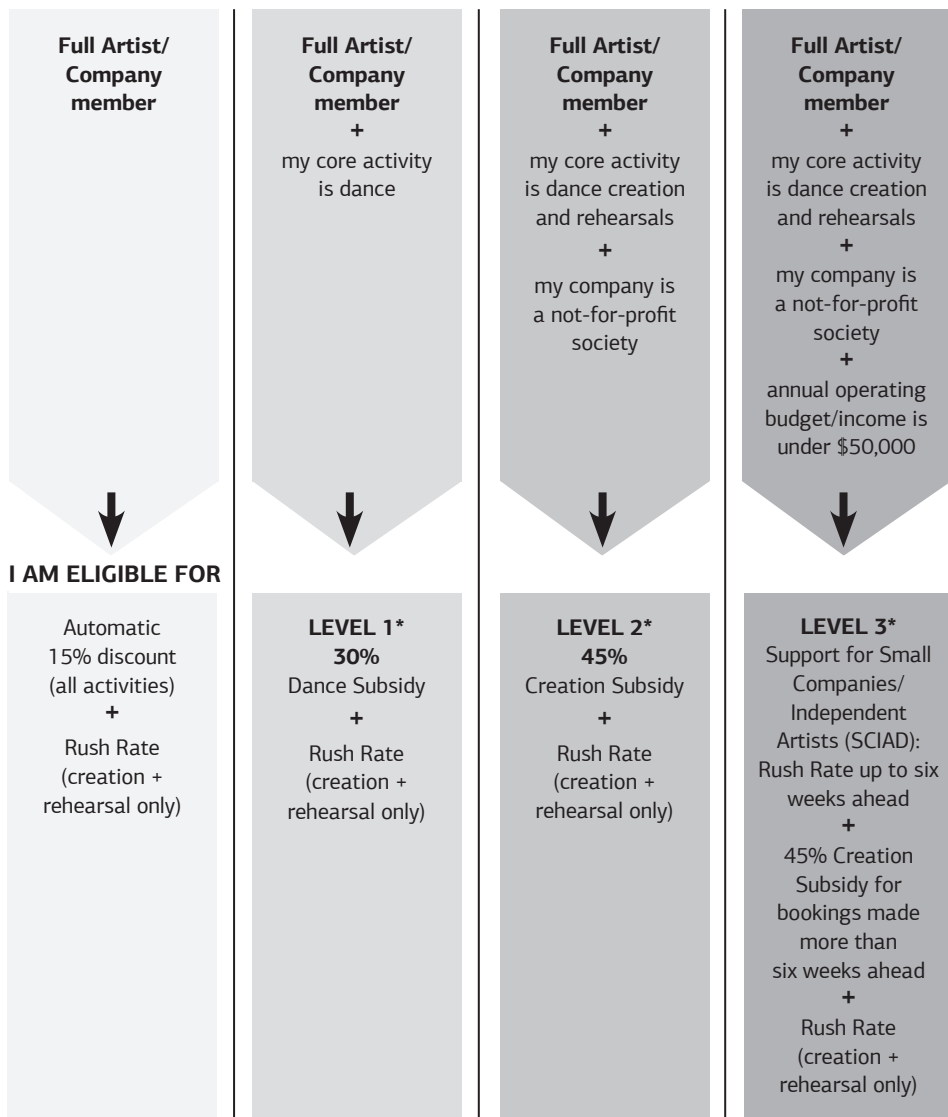 Full Artist/
Company
member
Full Artist/
Company
member
+
my core activity
is dance
Full Artist/
Company
member
+
my core activity
is dance creation
and rehearsals
+
my company is
a not-for-profit
society
Full Artist/
Company
member
+
my core activity
is dance creation
and rehearsals
+
my company is
a not-for-profit
society
+
annual operating
budget/income is
under $50,000
I AM ELIGIBLE FOR
Automatic
15% discount
(all activities)
+
Rush Rate
(creation +
rehearsal only)
LEVEL 1*
30%
Dance Subsidy
+
Rush Rate
(creation +
rehearsal only)
LEVEL 2*
45%
Creation Subsidy
+
Rush Rate
(creation +
rehearsal only)
LEVEL 3*
Support for Small
Companies/
Independent
Artists (SCIAD):
Rush Rate up to six
weeks ahead
+
45% Creation
Subsidy for
bookings made
more than
six weeks ahead
+
Rush Rate
(creation +
rehearsal only)